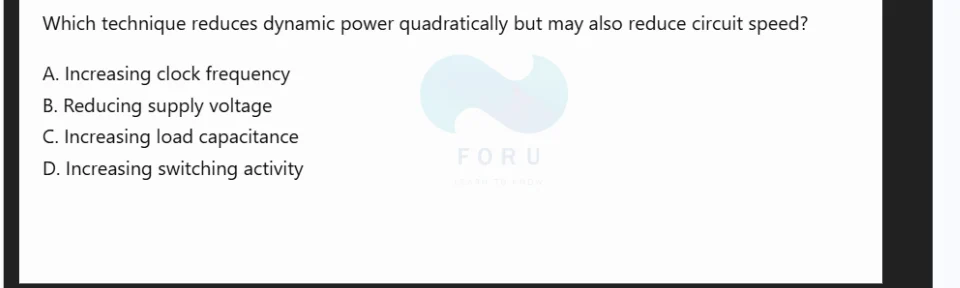 Which technique reduces dynamic power quadratically but may also reduce circuit speed?
A. Increasing clock frequency
B. Reducing supply voltage
C. Increasing load capacitance
D. Increasing switching activity
FORU